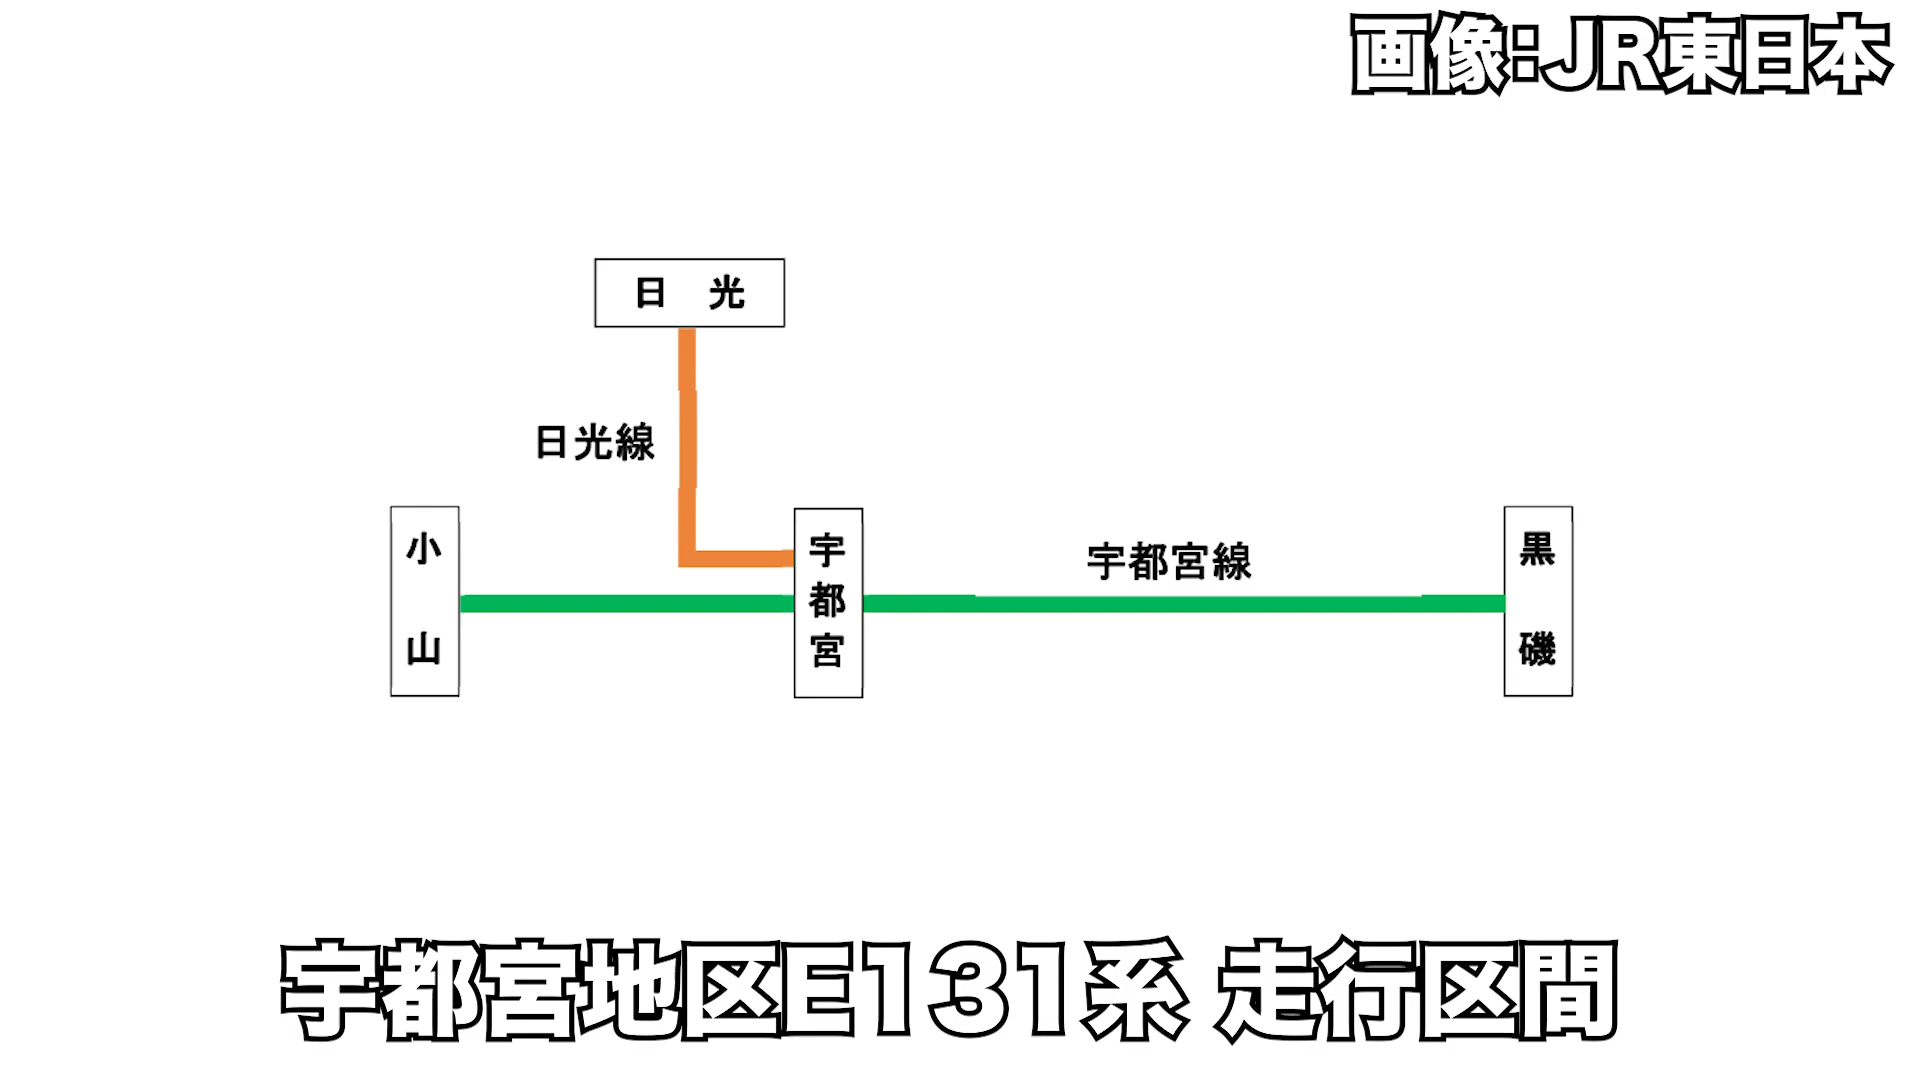 画像:JR東日本
日 光
日光線
小山
宇都宮
宇都宮線
黒磯
宇都宮地区E131系 走行区間